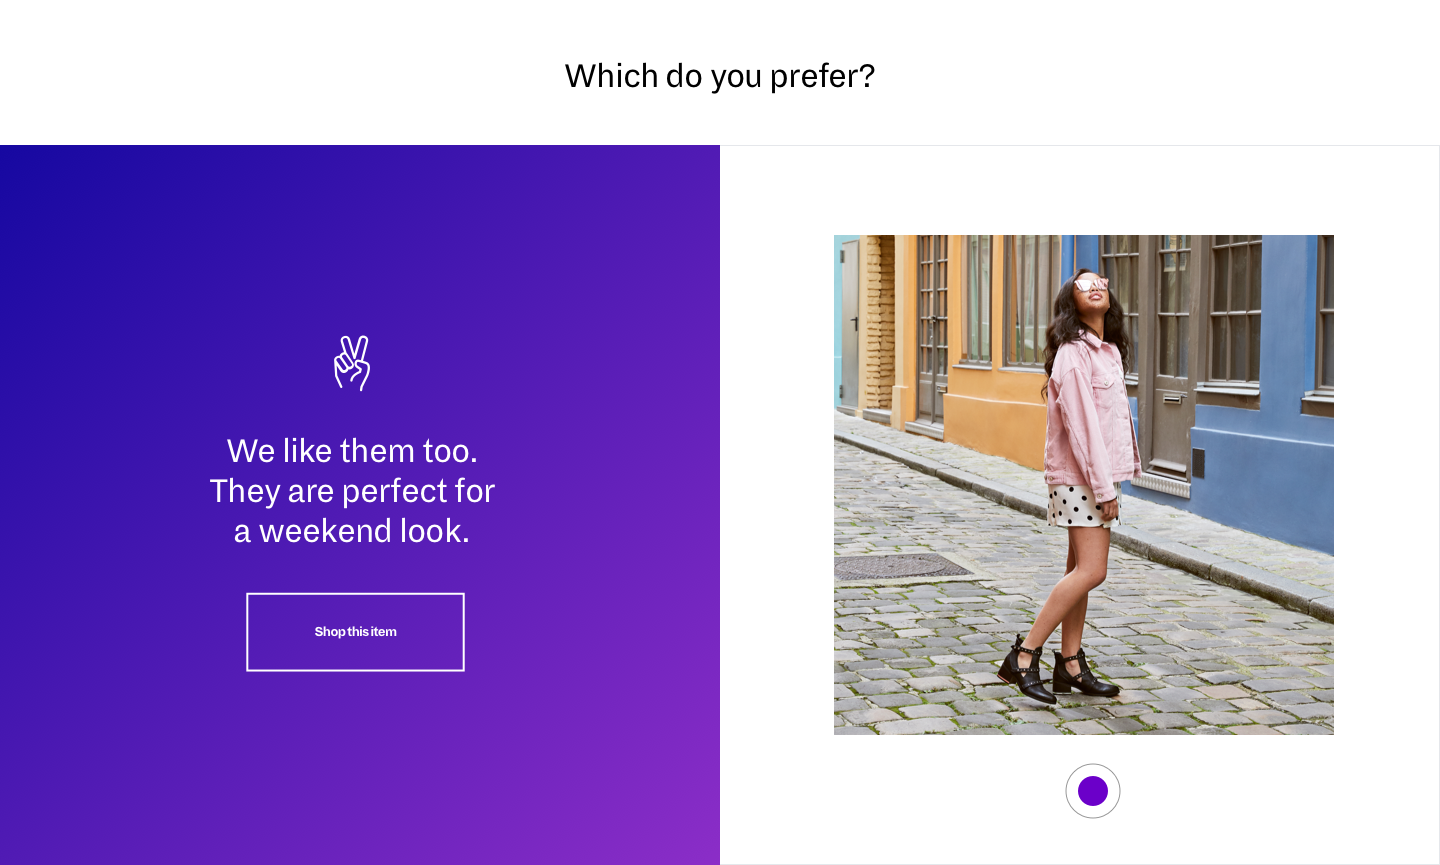 Which do you prefer?
We like them too.
They are perfect for
a weekend look.
Shop this item